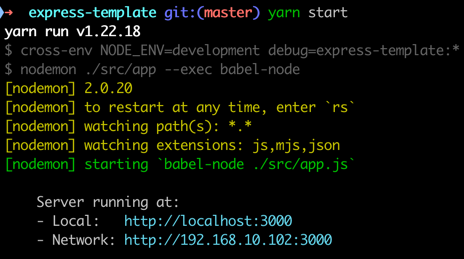 → express-template git:(master) yarn start
yarn run v1.22.18
$ cross-env NODE_ENV=development debug=express-template:*
$ nodemon ./src/app --exec babel-node
[nodemon] 2.0.20
[nodemon] to restart at any time, enter `rs`
[nodemon] watching path(s): *.*
[nodemon] watching extensions: js,mjs,json
[nodemon] starting `babel-node ./src/app.js`
Server running at:
- Local:   http://localhost:3000
- Network: http://192.168.10.102:3000